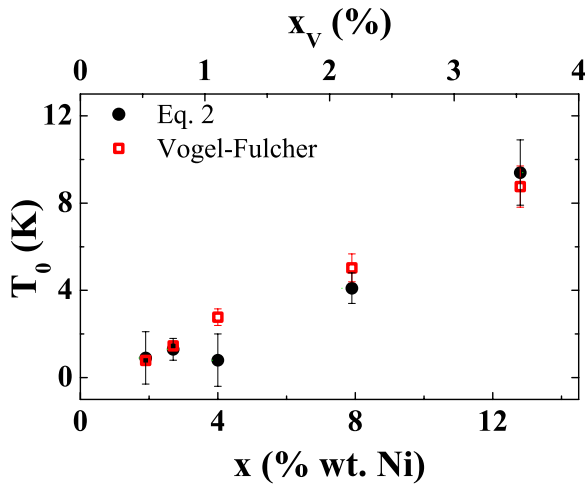 x_V (%)
0 1 2 3 4
12
Eq. 2
Vogel-Fulcher
8
T_0 (K)
4
0
0 4 8 12
x (% wt. Ni)